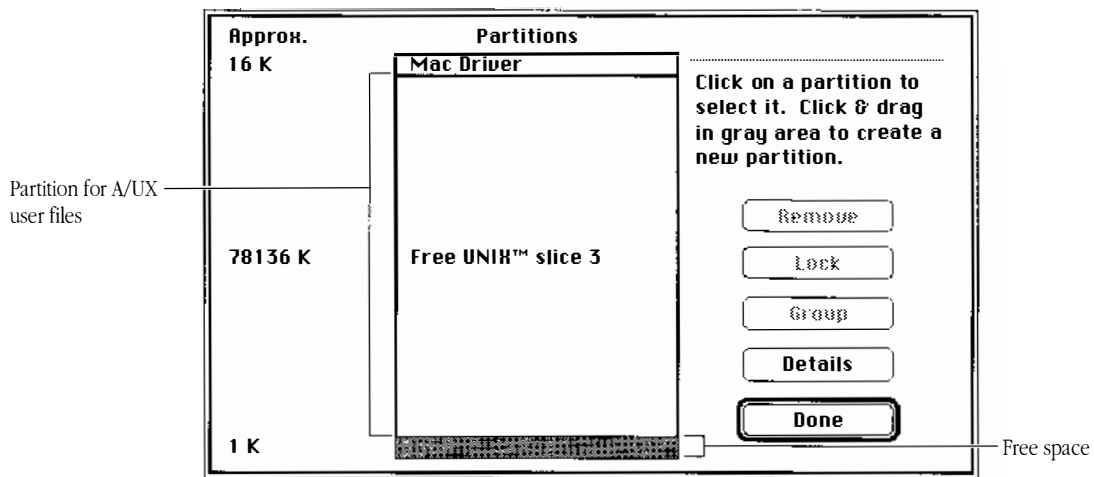 Approx.
Partitions
16 K
Mac Driver
Click on a partition to
select it. Click & drag
in gray area to create a
new partition.
Partition for A/UX
user files
Remove
78136 K
Free UNIX™ slice 3
Lock
Group
Details
Done
1 K
Free space